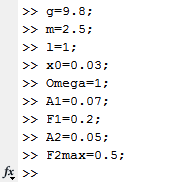 >> g=9.8;
>> m=2.5;
>> l=1;
>> x0=0.03;
>> Omega=1;
>> A1=0.07;
>> F1=0.2;
>> A2=0.05;
>> F2max=0.5;
fx >>